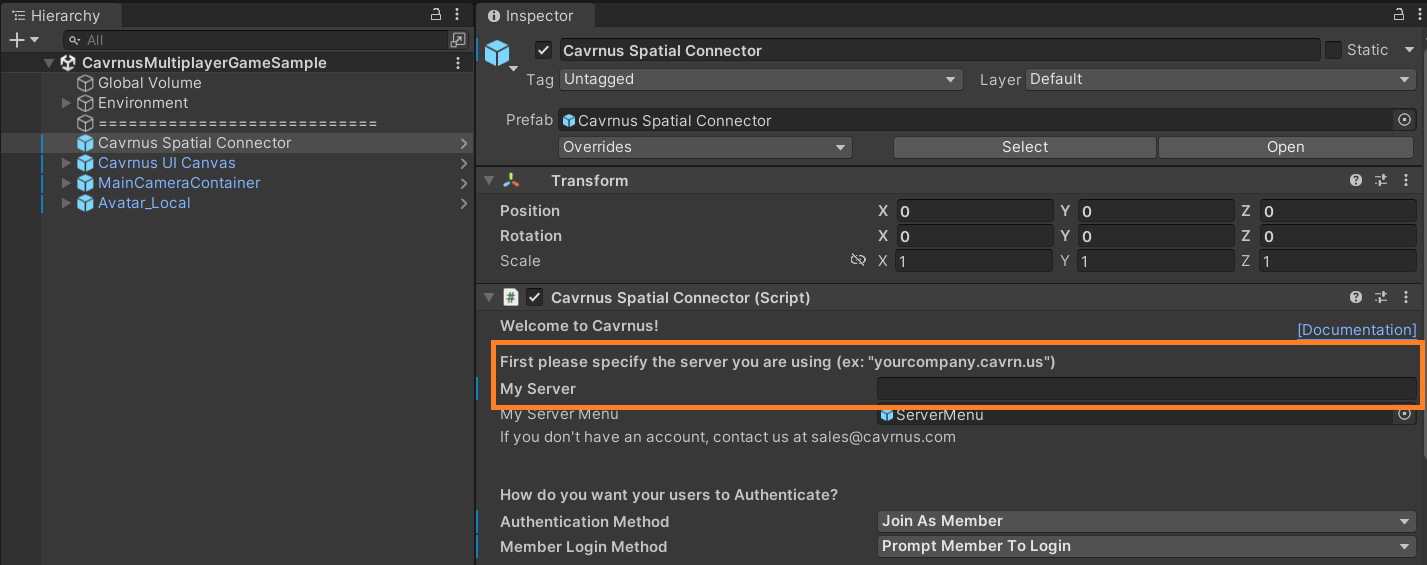 Hierarchy
All
CavrnusMultiplayerGameSample
Global Volume
Environment
============================
Cavrnus Spatial Connector
Cavrnus UI Canvas
MainCameraContainer
Avatar_Local
Inspector
Cavrnus Spatial Connector
Static
Tag Untagged Layer Default
Prefab Cavrnus Spatial Connector
Overrides Select Open
Transform
Position X 0 Y 0 Z 0
Rotation X 0 Y 0 Z 0
Scale X 1 Y 1 Z 1
# Cavrnus Spatial Connector (Script)
Welcome to Cavrnus!
[Documentation]
First please specify the server you are using (ex: "yourcompany.cavrn.us")
My Server
My Server Menu ServerMenu
If you don't have an account, contact us at sales@cavrnus.com
How do you want your users to Authenticate?
Authentication Method Join As Member
Member Login Method Prompt Member To Login